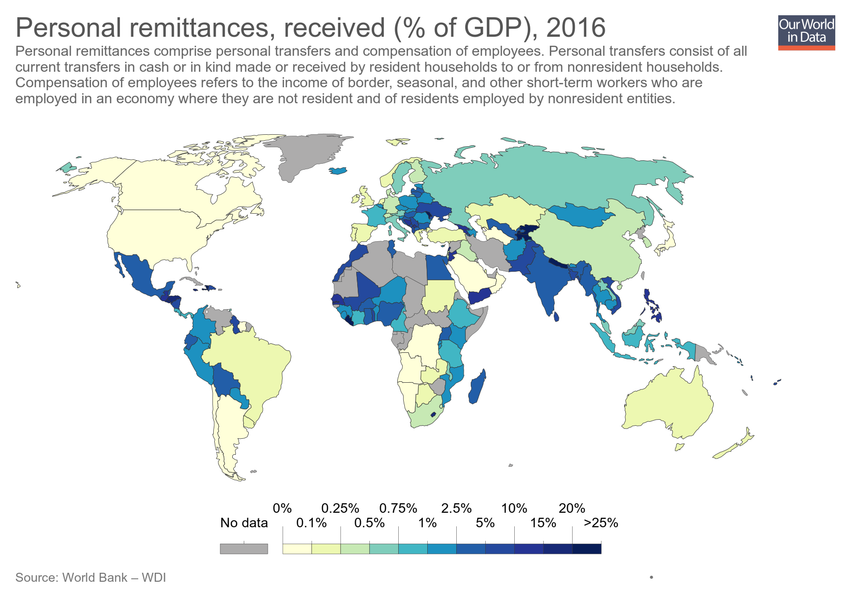 Personal remittances, received (% of GDP), 2016
Our World
in Data
Personal remittances comprise personal transfers and compensation of employees. Personal transfers consist of all
current transfers in cash or in kind made or received by resident households to or from nonresident households.
Compensation of employees refers to the income of border, seasonal, and other short-term workers who are
employed in an economy where they are not resident and of residents employed by nonresident entities.
0% 0.25% 0.75% 2.5% 10% 20%
No data 0.1% 0.5% 1% 5% 15% >25%
Source: World Bank – WDI